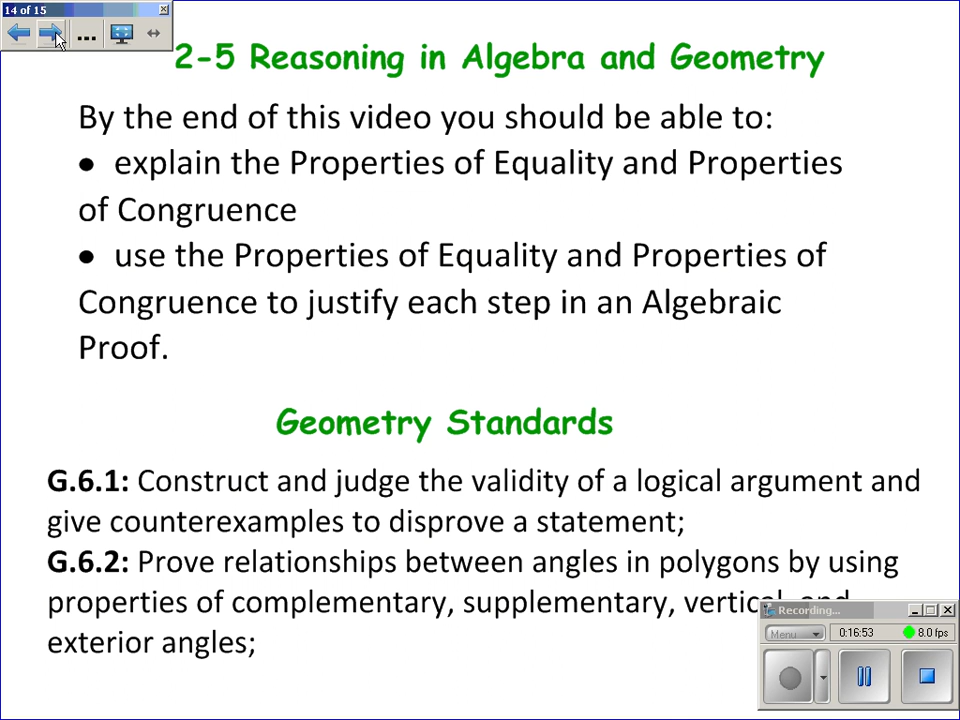 14 of 15
2-5 Reasoning in Algebra and Geometry
By the end of this video you should be able to:
• explain the Properties of Equality and Properties
of Congruence
• use the Properties of Equality and Properties of
Congruence to justify each step in an Algebraic
Proof.
Geometry Standards
G.6.1: Construct and judge the validity of a logical argument and
give counterexamples to disprove a statement;
G.6.2: Prove relationships between angles in polygons by using
properties of complementary, supplementary, vertical, and
exterior angles;
Recording...
Menu
0:16:53
8.0 fps